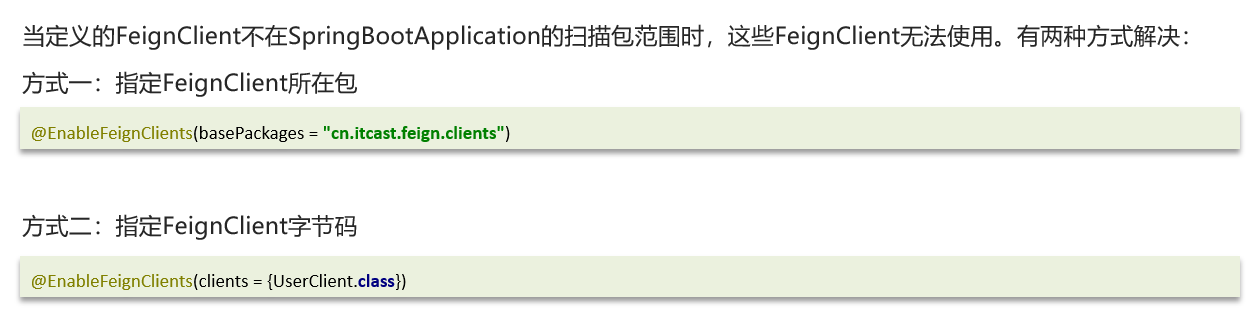 当定义的FeignClient不在SpringBootApplication的扫描包范围时，这些FeignClient无法使用。有两种方式解决：
方式一：指定FeignClient所在包
@EnableFeignClients(basePackages = "cn.itcast.feign.clients")
方式二：指定FeignClient字节码
@EnableFeignClients(clients = {UserClient.class})